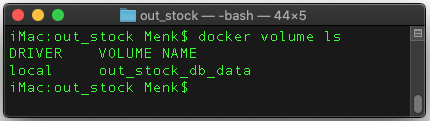 out_stock — -bash — 44×5
iMac:out_stock Menk$ docker volume ls
DRIVER    VOLUME NAME
local     out_stock_db_data
iMac:out_stock Menk$